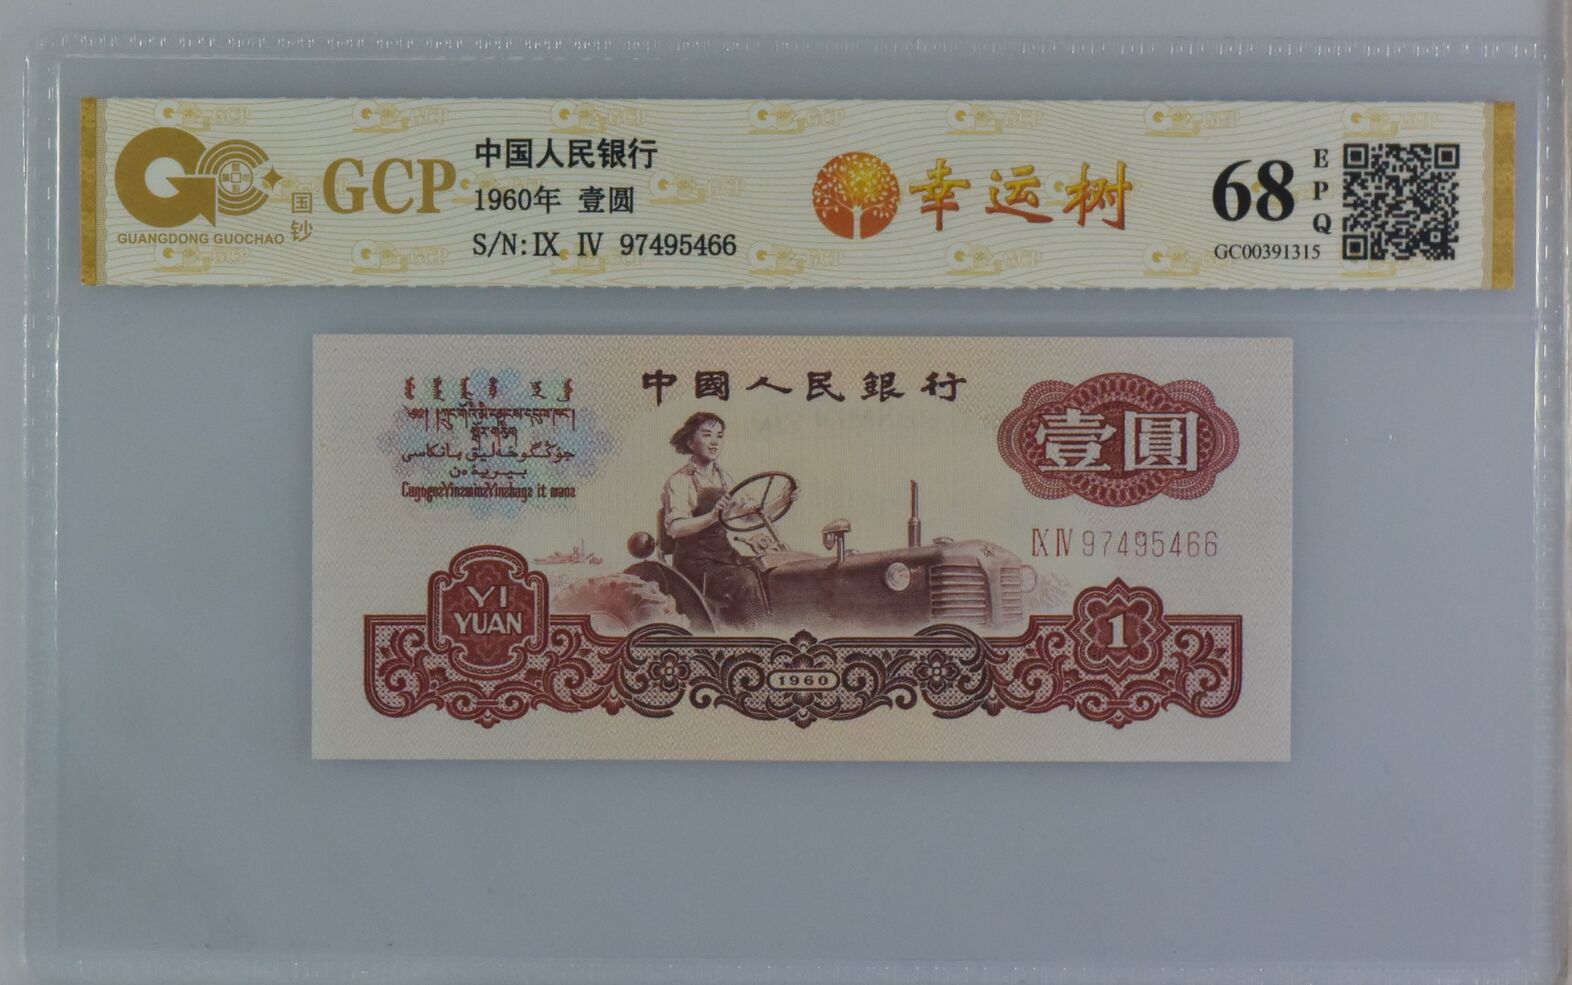 GUANGDONG GUOCHAO
国钞
GCP
中国人民银行
1960年 壹圆
S/N: IX IV 97495466
幸运树
68
EPQ
GC00391315
中國人民銀行
壹圓
IX IV 97495466
YI
YUAN
1960
1